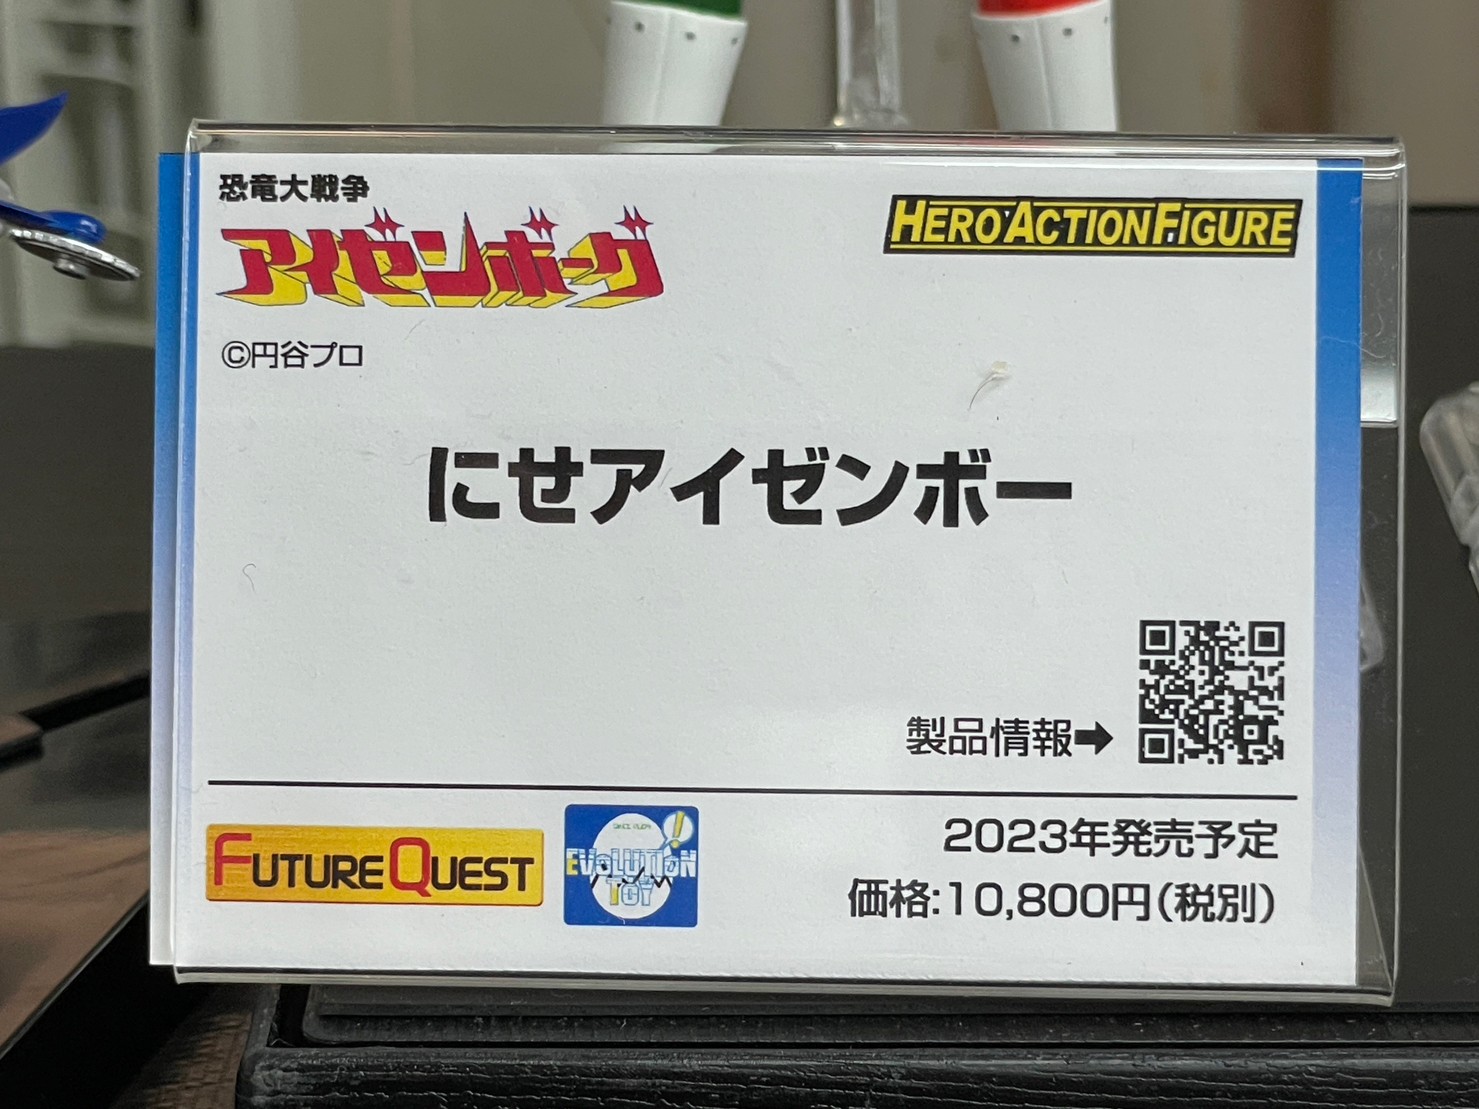 恐竜大戦争
アイゼンボーグ
HERO ACTION FIGURE
©円谷プロ
にせアイゼンボー
製品情報➡
FUTURE QUEST
EVOLUTION
TOY
2023年発売予定
価格:10,800円(税別)